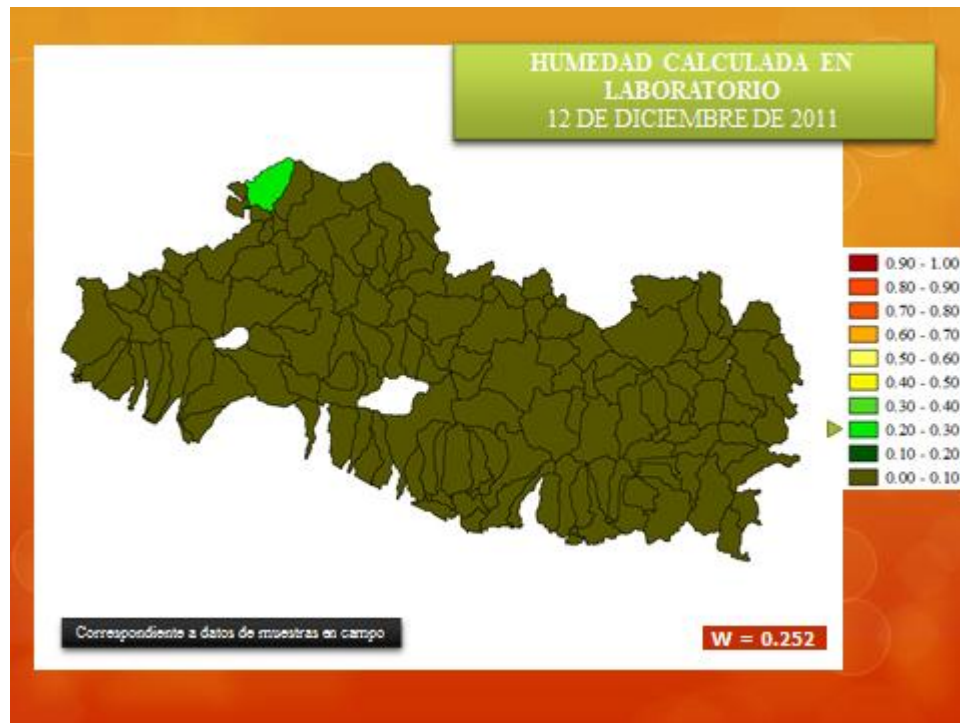 HUMEDAD CALCULADA EN
LABORATORIO
12 DE DICIEMBRE DE 2011
0.90 - 1.00
0.80 - 0.90
0.70 - 0.80
0.60 - 0.70
0.50 - 0.60
0.40 - 0.50
0.30 - 0.40
0.20 - 0.30
0.10 - 0.20
0.00 - 0.10
Correspondiente a datos de muestras en campo
W = 0.252